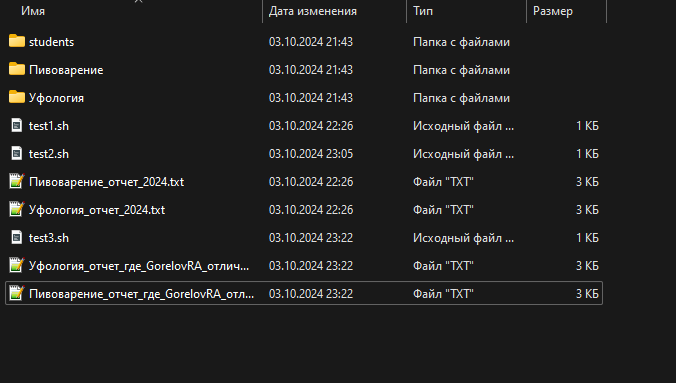 Имя Дата изменения Тип Размер
students 03.10.2024 21:43 Папка с файлами
Пивоварение 03.10.2024 21:43 Папка с файлами
Уфология 03.10.2024 21:43 Папка с файлами
test1.sh 03.10.2024 22:26 Исходный файл ... 1 КБ
test2.sh 03.10.2024 23:05 Исходный файл ... 1 КБ
Пивоварение_отчет_2024.txt 03.10.2024 22:26 Файл "TXT" 3 КБ
Уфология_отчет_2024.txt 03.10.2024 22:26 Файл "TXT" 3 КБ
test3.sh 03.10.2024 23:22 Исходный файл ... 1 КБ
Уфология_отчет_где_GorelovRA_отлич... 03.10.2024 23:22 Файл "TXT" 3 КБ
Пивоварение_отчет_где_GorelovRA_отл... 03.10.2024 23:22 Файл "TXT" 3 КБ